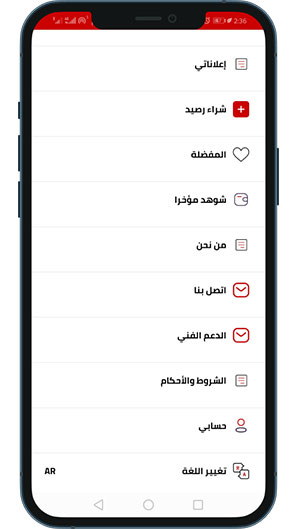 2:36
إعلاناتي
شراء رصيد
المفضلة
شوهد مؤخرا
من نحن
اتصل بنا
الدعم الفني
الشروط والأحكام
حسابي
تغيير اللغة AR